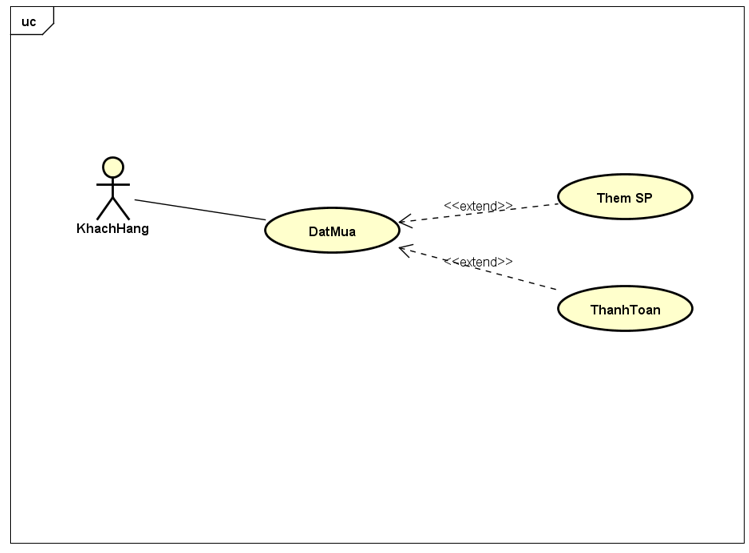 uc
KhachHang
DatMua
<<extend>>
Them SP
<<extend>>
ThanhToan